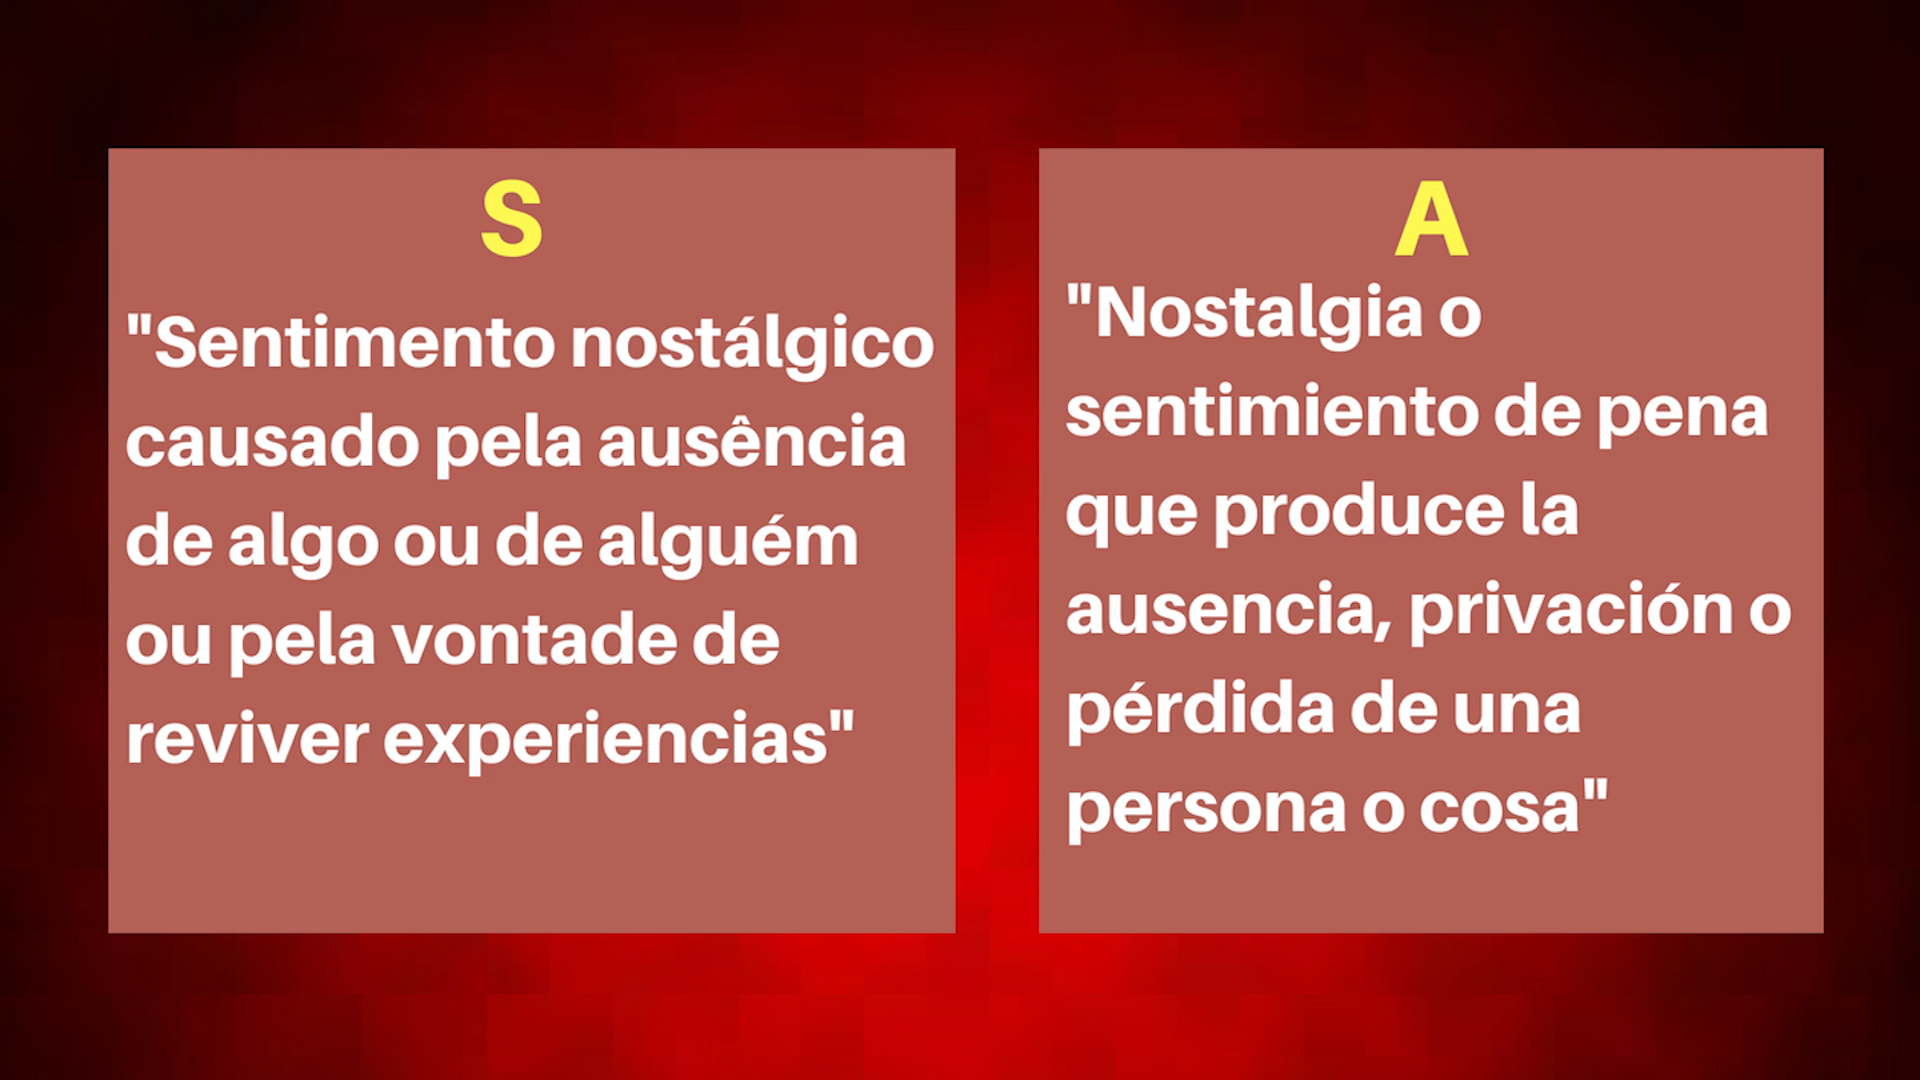 S
"Sentimento nostálgico
causado pela ausência
de algo ou de alguém
ou pela vontade de
reviver experiencias"
A
"Nostalgia o
sentimiento de pena
que produce la
ausencia, privación o
pérdida de una
persona o cosa"